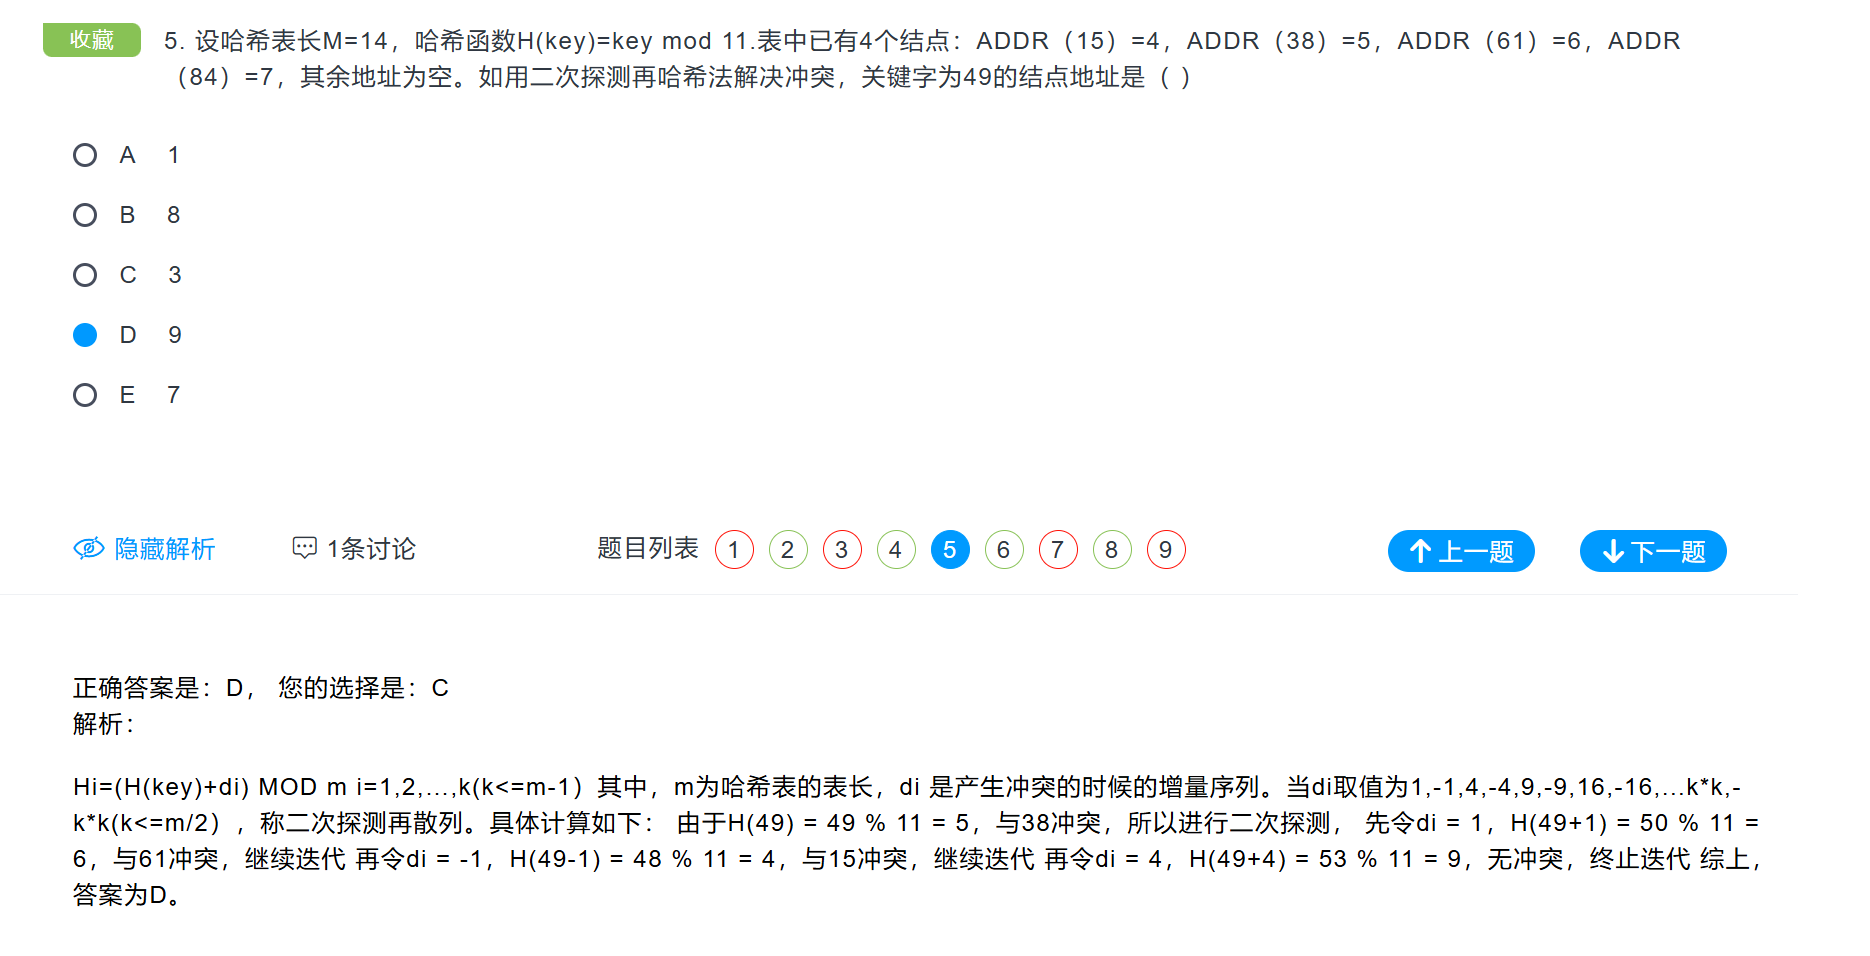 收藏
5. 设哈希表长M=14，哈希函数H(key)=key mod 11.表中已有4个结点：ADDR（15）=4，ADDR（38）=5，ADDR（61）=6，ADDR
（84）=7，其余地址为空。如用二次探测再哈希法解决冲突，关键字为49的结点地址是（ ）
A 1
B 8
C 3
D 9
E 7
隐藏解析 1条讨论 题目列表 1 2 3 4 5 6 7 8 9 上一题 下一题
正确答案是：D， 您的选择是：C
解析：
Hi=(H(key)+di) MOD m i=1,2,...,k(k<=m-1）其中，m为哈希表的表长，di 是产生冲突的时候的增量序列。当di取值为1,-1,4,-4,9,-9,16,-16,...k*k,-
k*k(k<=m/2），称二次探测再散列。具体计算如下： 由于H(49) = 49 % 11 = 5，与38冲突，所以进行二次探测， 先令di = 1，H(49+1) = 50 % 11 =
6，与61冲突，继续迭代 再令di = -1，H(49-1) = 48 % 11 = 4，与15冲突，继续迭代 再令di = 4，H(49+4) = 53 % 11 = 9，无冲突，终止迭代 综上，
答案为D。